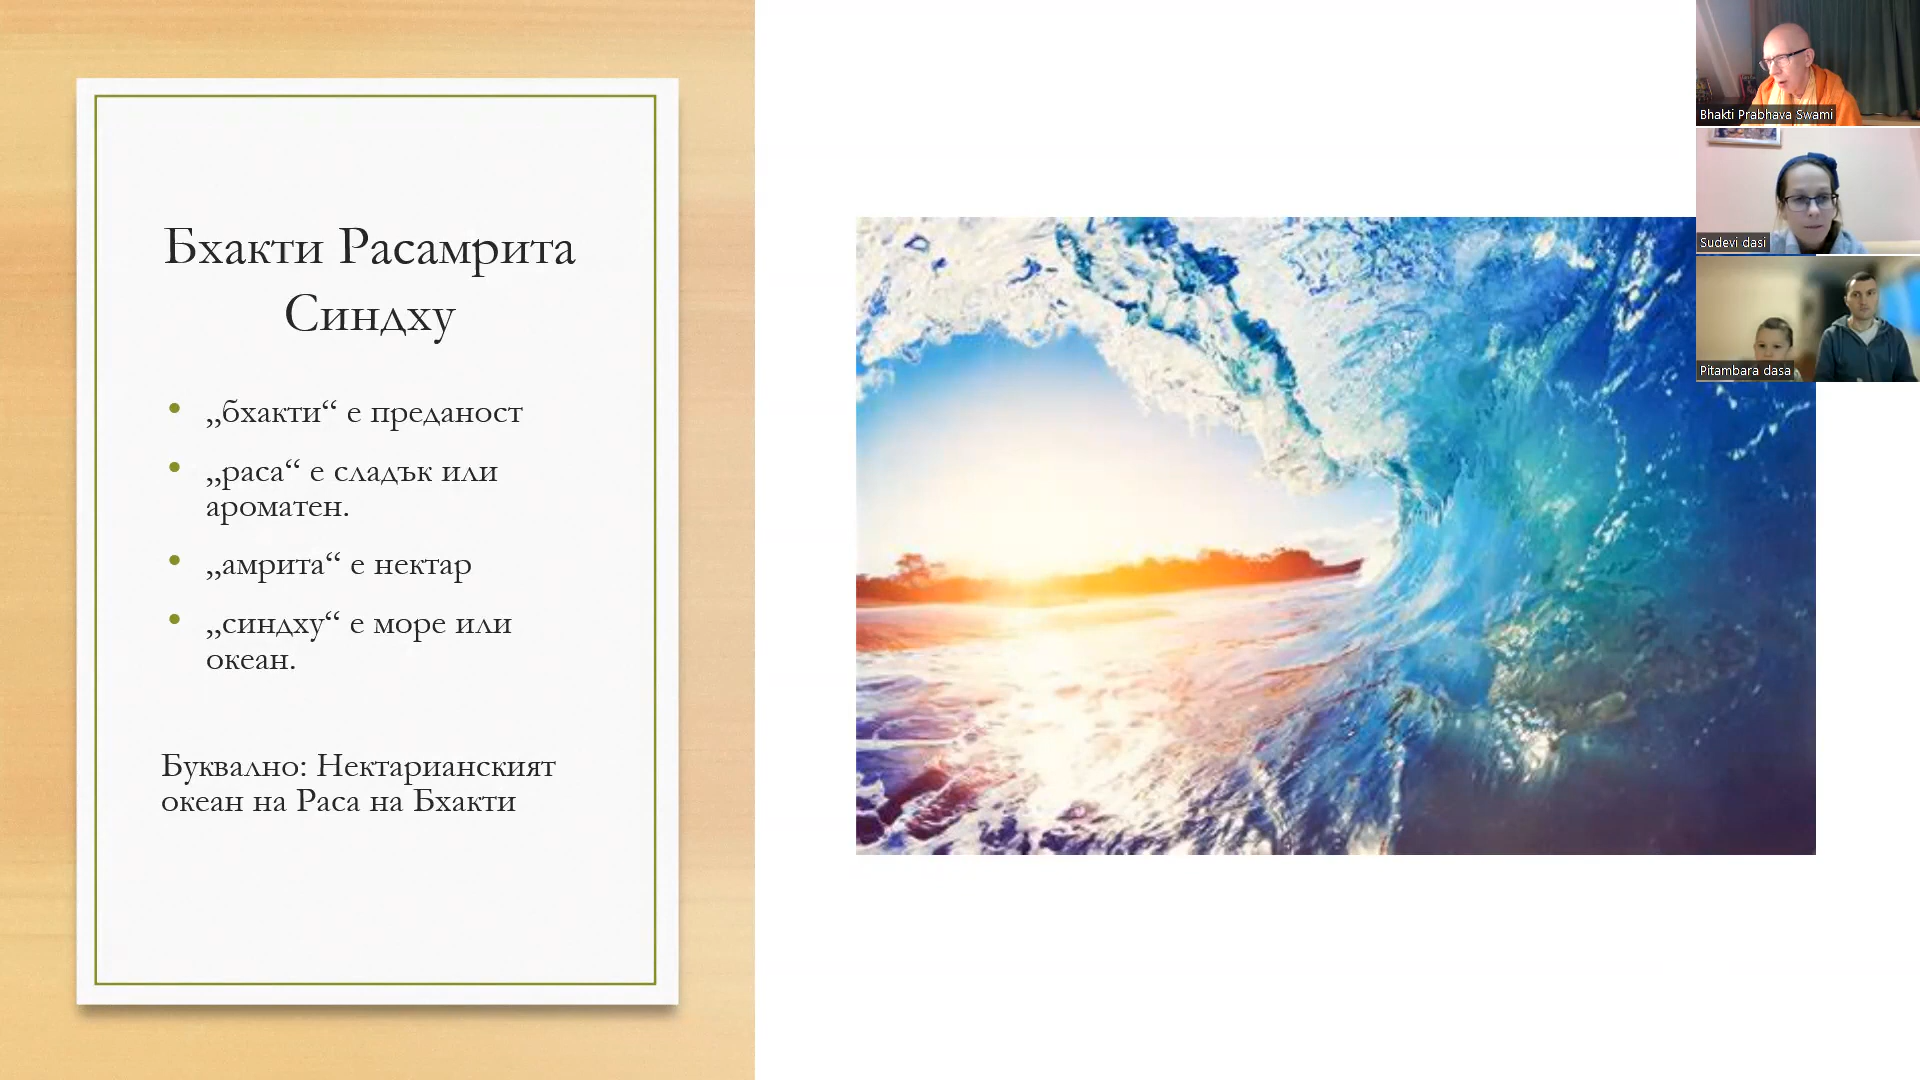 Бхакти Расамрита
Синдху
„бхакти“ е преданост
„раса“ е сладък или
ароматен.
„амрита“ е нектар
„синдху“ е море или
океан.
Буквално: Нектарианският
океан на Раса на Бхакти
Bhakti Prabhava Swami
Sudevi dasi
Pitambara dasa